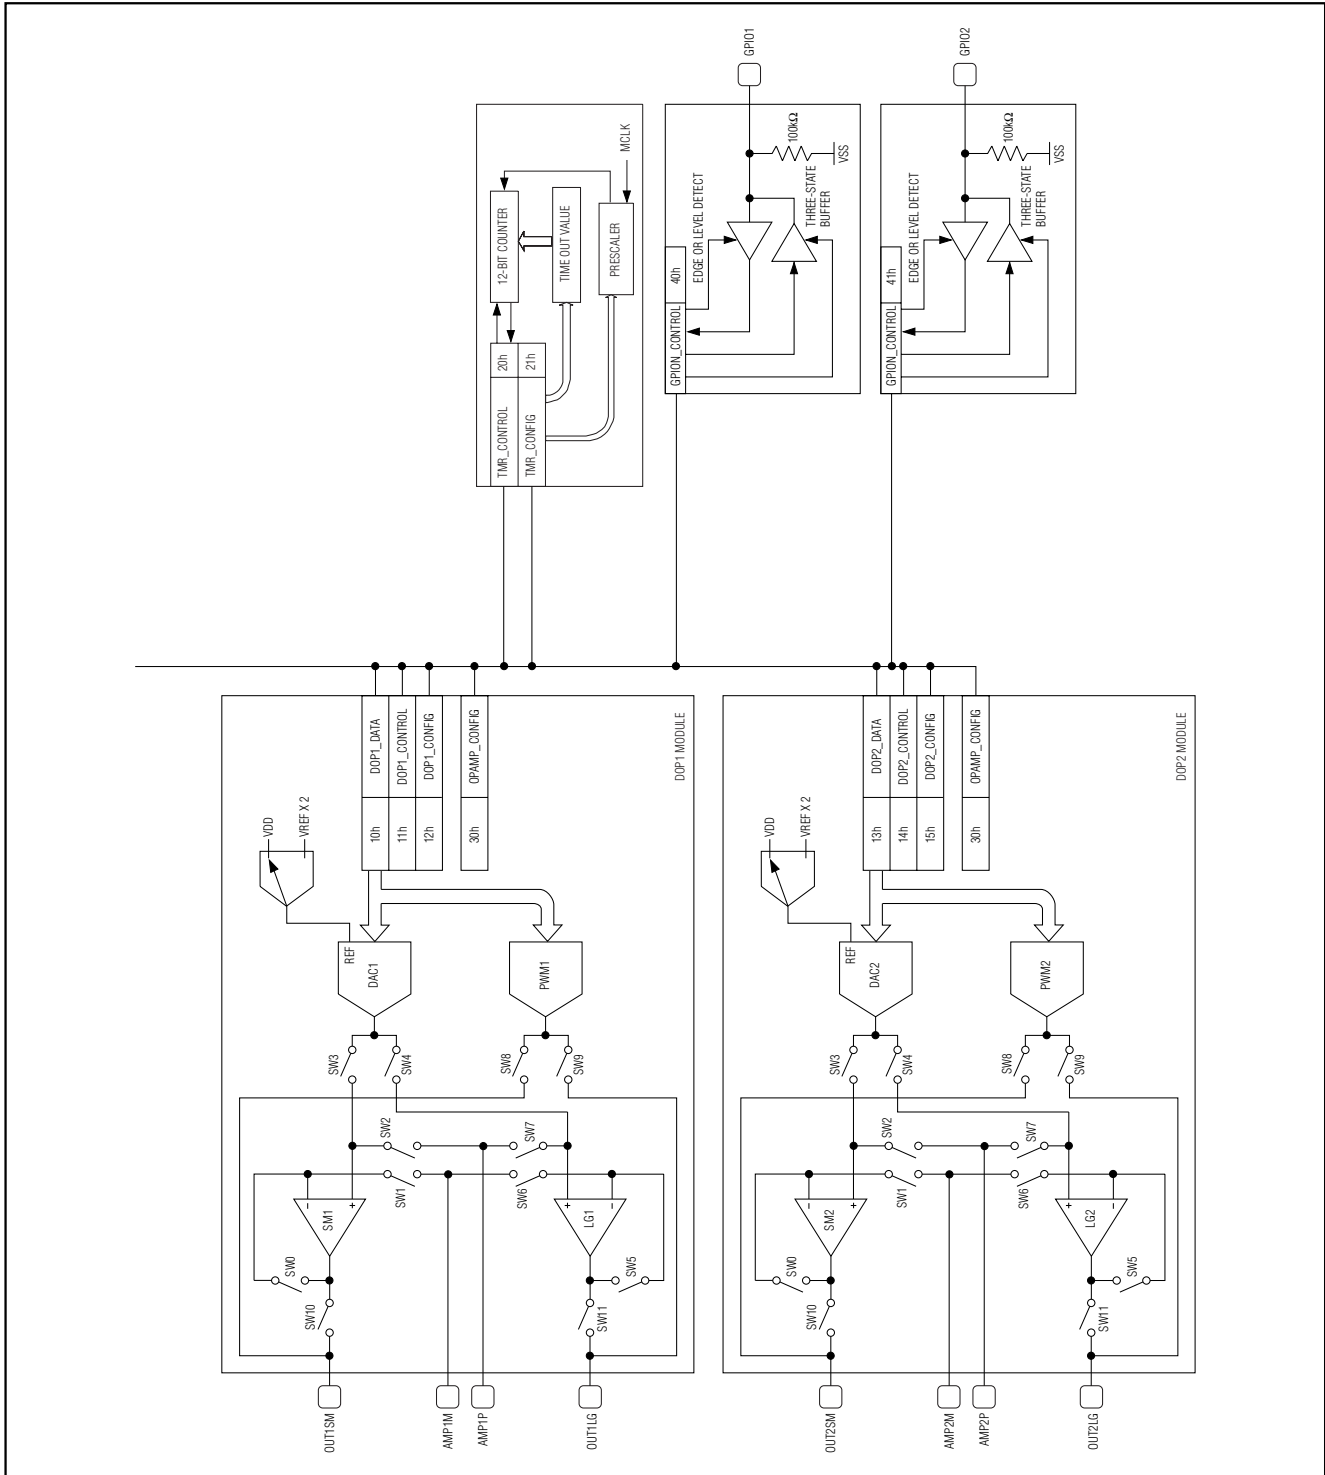 GPIO1
GPIO2
MCLK
12-BIT COUNTER
TIME OUT VALUE
PRESCALER
TMR_CONTROL
20h
TMR_CONFIG
21h
100kΩ
VSS
EDGE OR LEVEL DETECT
THREE-STATE
BUFFER
GPION_CONTROL
40h
100kΩ
VSS
EDGE OR LEVEL DETECT
THREE-STATE
BUFFER
GPION_CONTROL
41h
DOP1 MODULE
10h
DOP1_DATA
11h
DOP1_CONTROL
12h
DOP1_CONFIG
30h
OPAMP_CONFIG
VDD
VREF X 2
REF
DAC1
PWM1
SW3
SW4
SW8
SW9
SW2
SW7
SW1
SW6
−
+
SM1
+
−
LG1
SW0
SW5
SW10
SW11
OUT1SM
AMP1M
AMP1P
OUT1LG
DOP2 MODULE
13h
DOP2_DATA
14h
DOP2_CONTROL
15h
DOP2_CONFIG
30h
OPAMP_CONFIG
VDD
VREF X 2
REF
DAC2
PWM2
SW3
SW4
SW8
SW9
SW2
SW7
SW1
SW6
−
+
SM2
+
−
LG2
SW0
SW5
SW10
SW11
OUT2SM
AMP2M
AMP2P
OUT2LG